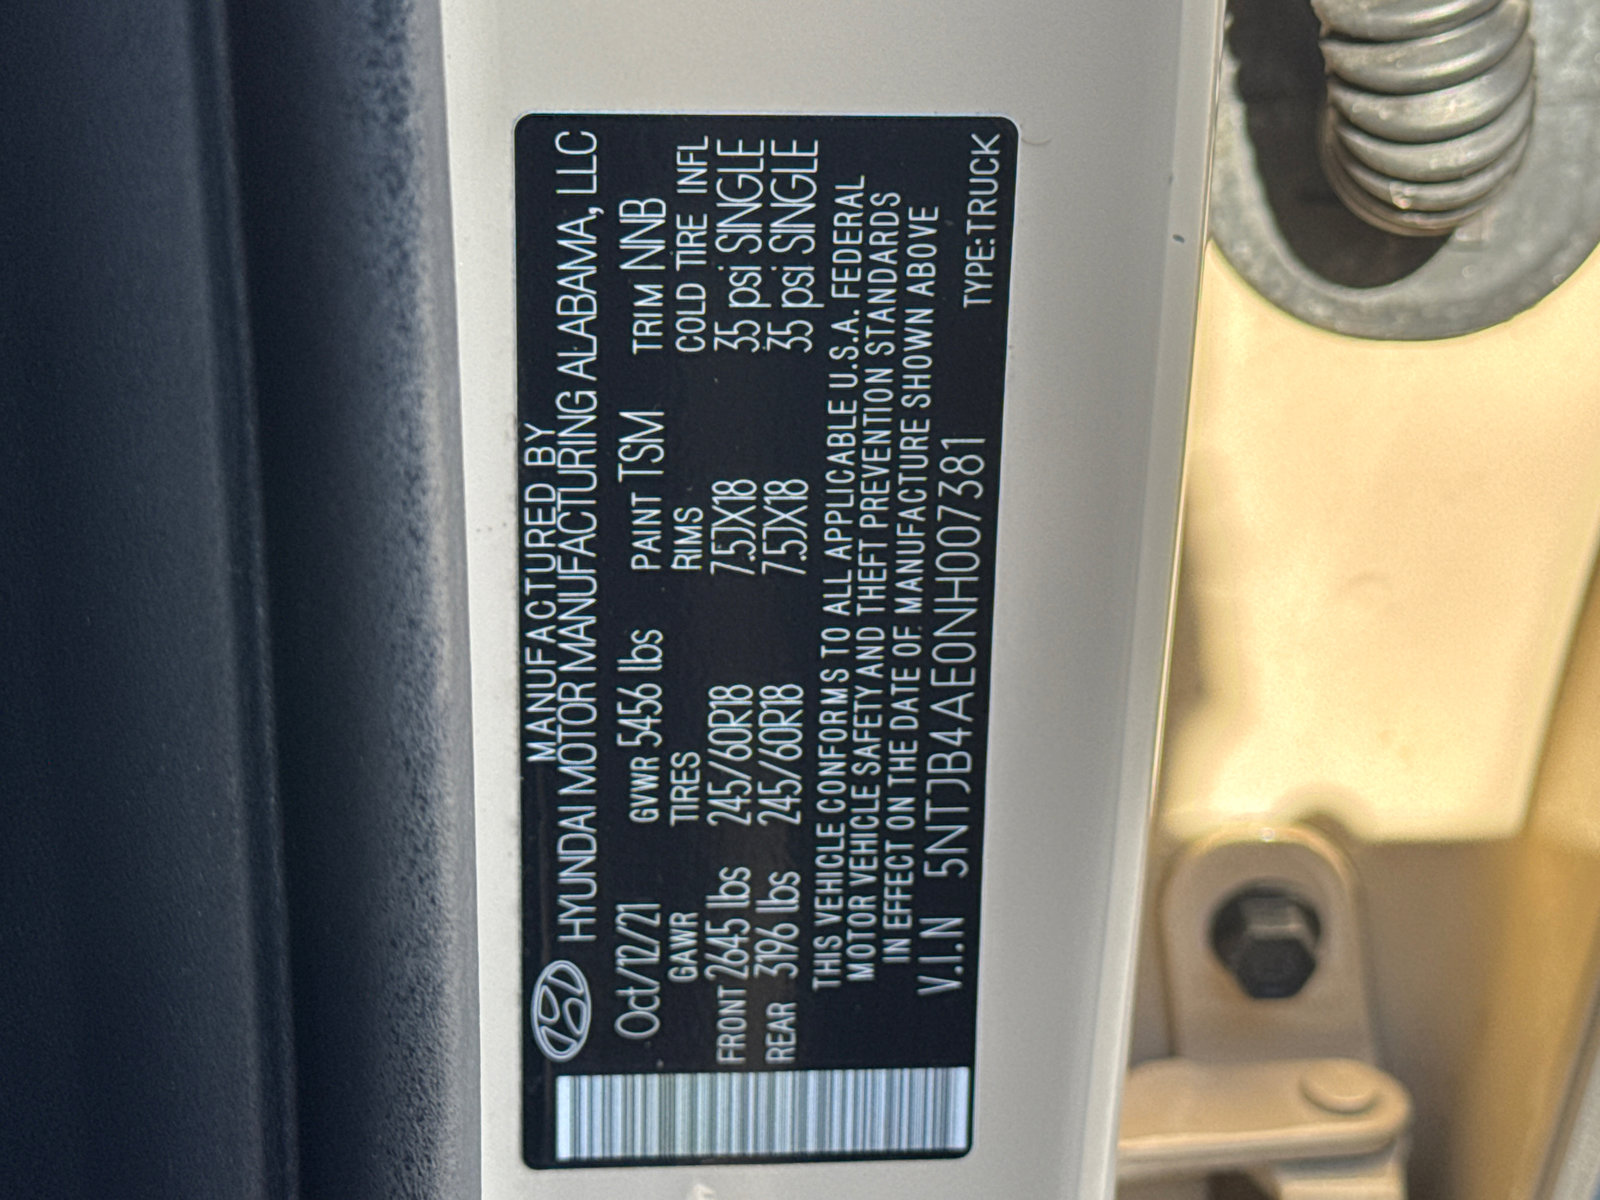 MANUFACTURED BY
HYUNDAI MOTOR MANUFACTURING ALABAMA, LLC
Oct/12/21 GVWR 5456 lbs PAINT TSM TRIM NNB
GAWR TIRES RIMS COLD TIRE INFL
FRONT 2645 lbs 245/60R18 7.5JX18 35 psi SINGLE
REAR 3196 lbs 245/60R18 7.5JX18 35 psi SINGLE
THIS VEHICLE CONFORMS TO ALL APPLICABLE U.S.A. FEDERAL
MOTOR VEHICLE SAFETY AND THEFT PREVENTION STANDARDS
IN EFFECT ON THE DATE OF MANUFACTURE SHOWN ABOVE
V.I.N 5NTJB4AE0NH007381
TYPE:TRUCK